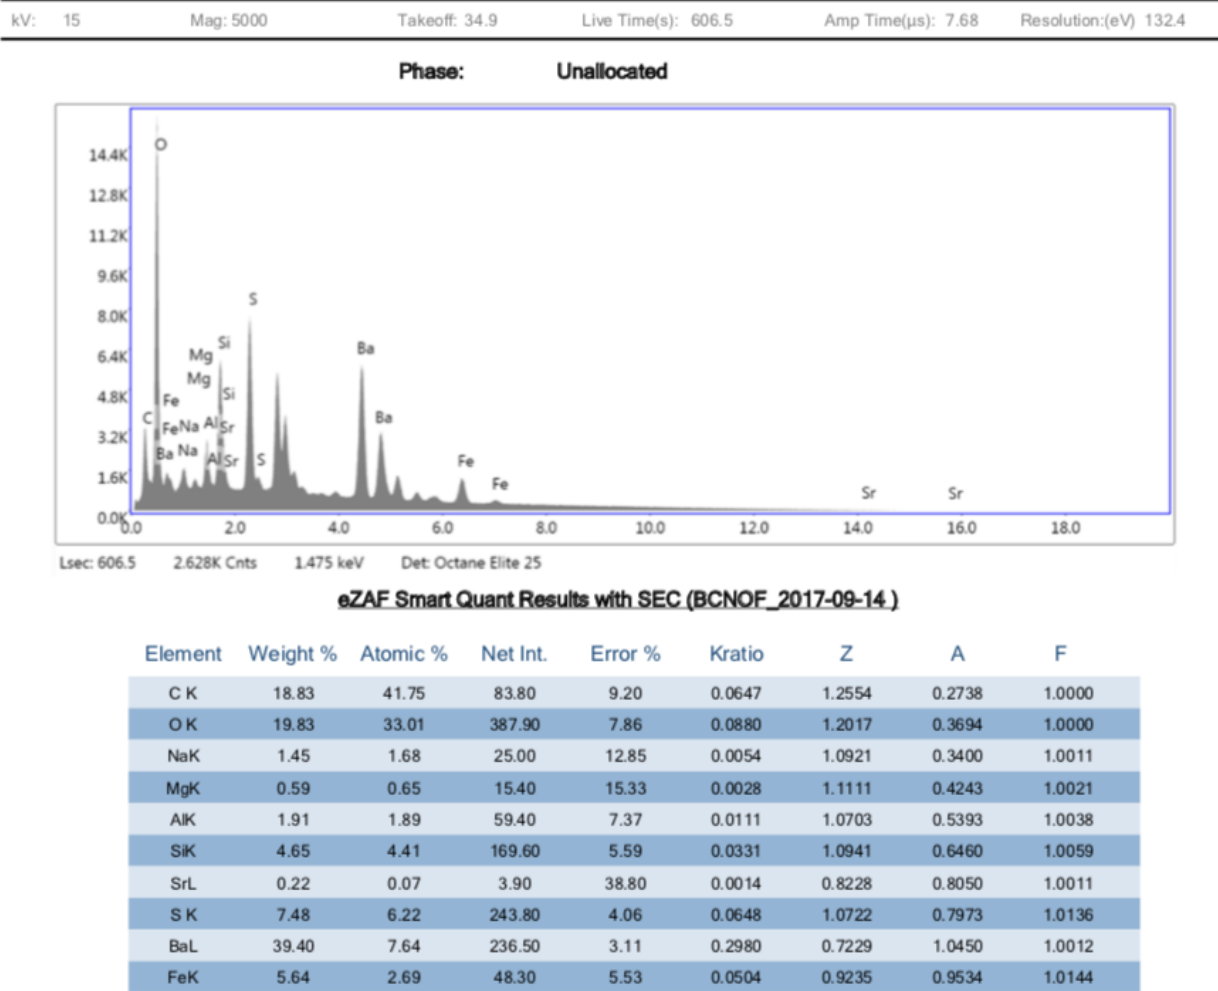 kV: 15 Mag: 5000 Takeoff: 34.9 Live Time(s): 606.5 Amp Time(µs): 7.68 Resolution:(eV) 132.4
Phase: Unallocated
O
14.4K
12.8K
11.2K
9.6K
S
8.0K
Si
Mg
Ba
6.4K
Mg
Si
4.8K
Fe
C
Fe Na Al Sr
Ba
3.2K
Ba Na Al Sr S
Fe
1.6K
Fe
Sr Sr
0.0K
0.0 2.0 4.0 6.0 8.0 10.0 12.0 14.0 16.0 18.0
Lsec: 606.5 2.628K Cnts 1.475 keV Det: Octane Elite 25
eZAF Smart Quant Results with SEC (BCNOF_2017-09-14 )
Element Weight % Atomic % Net Int. Error % Kratio Z A F
C K 18.83 41.75 83.80 9.20 0.0647 1.2554 0.2738 1.0000
O K 19.83 33.01 387.90 7.86 0.0880 1.2017 0.3694 1.0000
NaK 1.45 1.68 25.00 12.85 0.0054 1.0921 0.3400 1.0011
MgK 0.59 0.65 15.40 15.33 0.0028 1.1111 0.4243 1.0021
AlK 1.91 1.89 59.40 7.37 0.0111 1.0703 0.5393 1.0038
SiK 4.65 4.41 169.60 5.59 0.0331 1.0941 0.6460 1.0059
SrL 0.22 0.07 3.90 38.80 0.0014 0.8228 0.8050 1.0011
S K 7.48 6.22 243.80 4.06 0.0648 1.0722 0.7973 1.0136
BaL 39.40 7.64 236.50 3.11 0.2980 0.7229 1.0450 1.0012
FeK 5.64 2.69 48.30 5.53 0.0504 0.9235 0.9534 1.0144